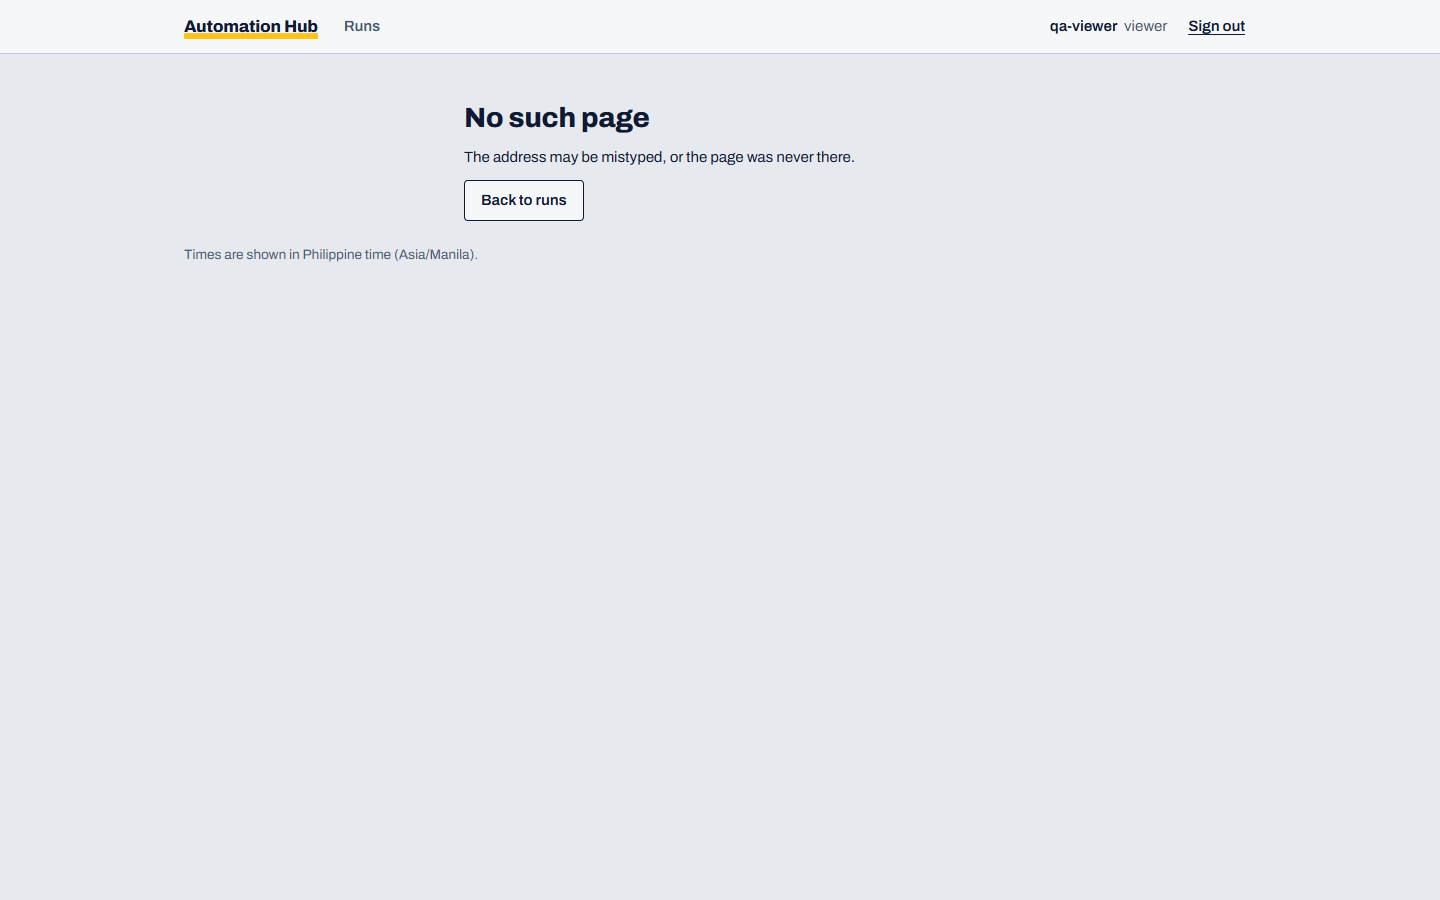 Automation Hub Runs qa-viewer viewer Sign out
No such page
The address may be mistyped, or the page was never there.
Back to runs
Times are shown in Philippine time (Asia/Manila).